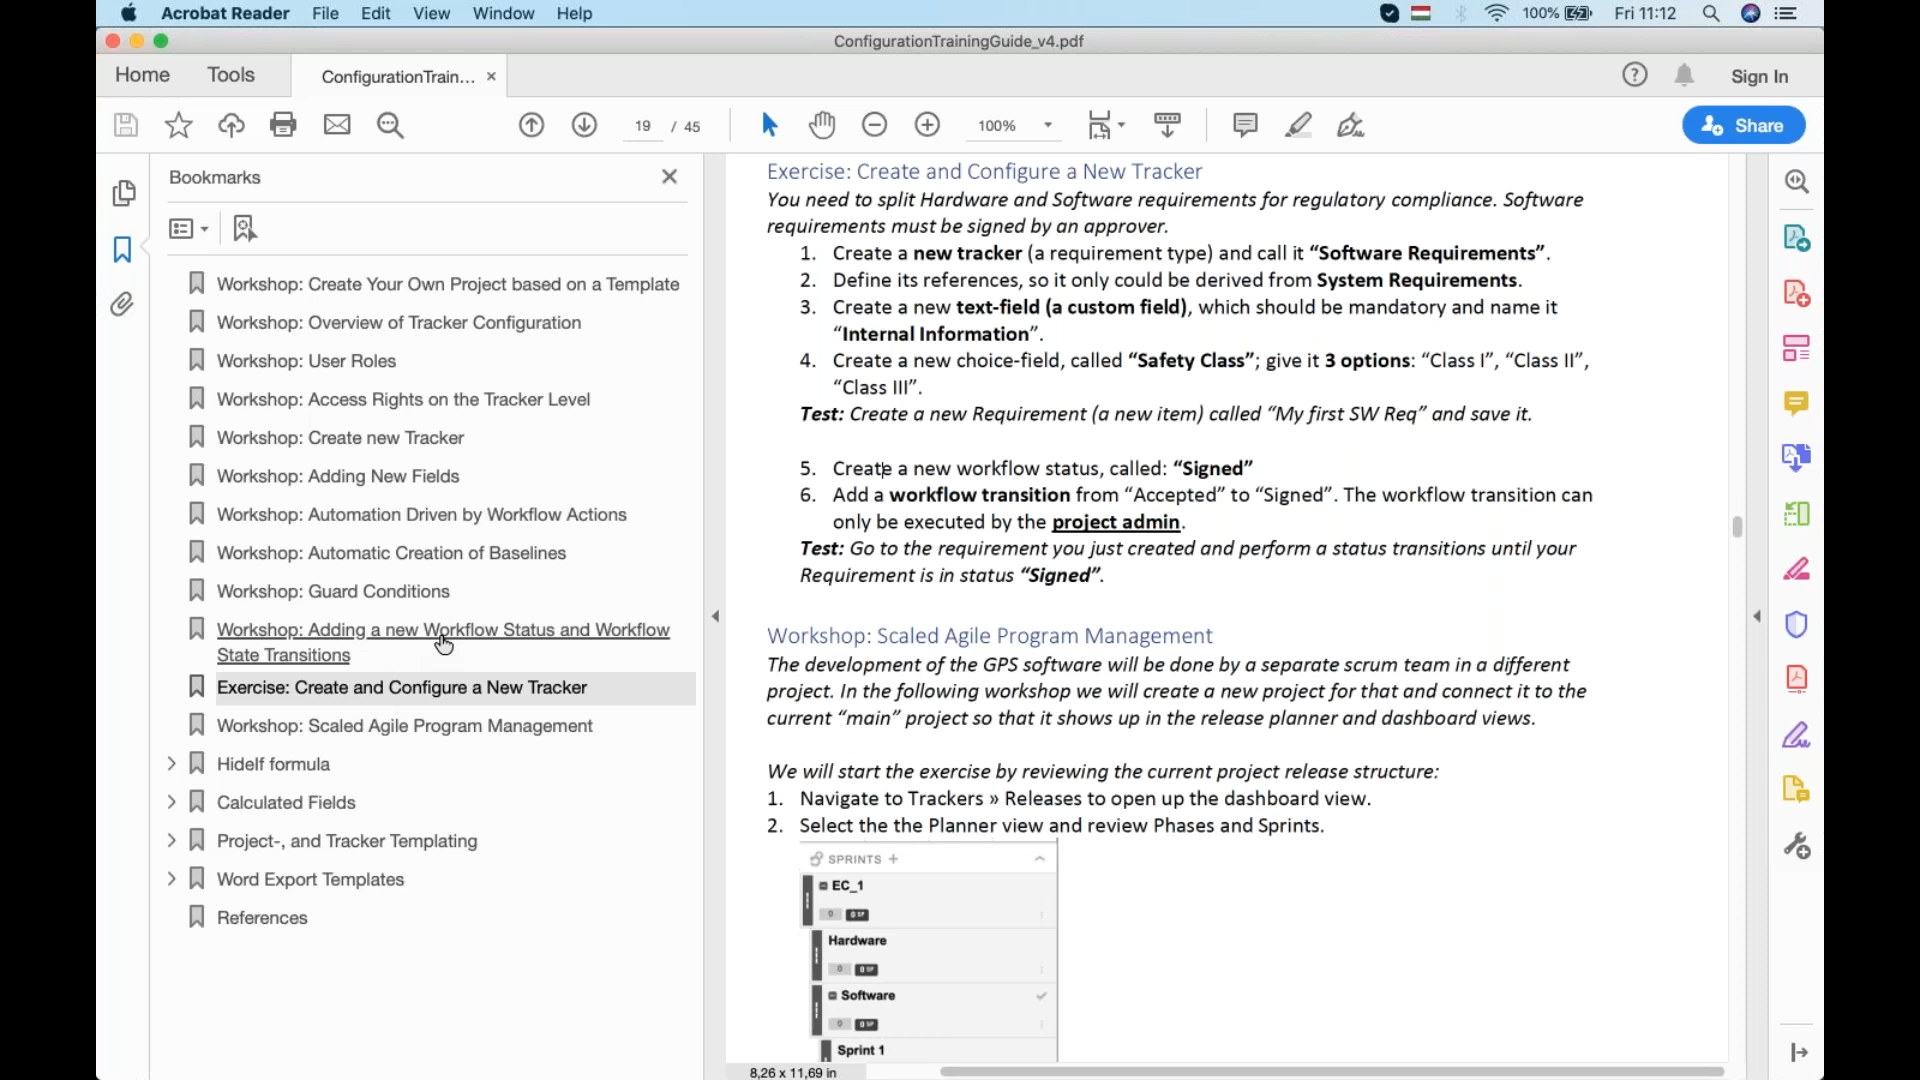 Acrobat Reader File Edit View Window Help 100% Fri 11:12
ConfigurationTrainingGuide_v4.pdf
Home Tools ConfigurationTrain... × Sign In
19 / 45 100% Share
Bookmarks
Workshop: Create Your Own Project based on a Template
Workshop: Overview of Tracker Configuration
Workshop: User Roles
Workshop: Access Rights on the Tracker Level
Workshop: Create new Tracker
Workshop: Adding New Fields
Workshop: Automation Driven by Workflow Actions
Workshop: Automatic Creation of Baselines
Workshop: Guard Conditions
Workshop: Adding a new Workflow Status and Workflow
State Transitions
Exercise: Create and Configure a New Tracker
Workshop: Scaled Agile Program Management
HideIf formula
Calculated Fields
Project-, and Tracker Templating
Word Export Templates
References
Exercise: Create and Configure a New Tracker
You need to split Hardware and Software requirements for regulatory compliance. Software
requirements must be signed by an approver.
1. Create a new tracker (a requirement type) and call it “Software Requirements”.
2. Define its references, so it only could be derived from System Requirements.
3. Create a new text-field (a custom field), which should be mandatory and name it
“Internal Information”.
4. Create a new choice-field, called “Safety Class”; give it 3 options: “Class I”, “Class II”,
“Class III”.
Test: Create a new Requirement (a new item) called “My first SW Req” and save it.
5. Create a new workflow status, called: “Signed”
6. Add a workflow transition from “Accepted” to “Signed”. The workflow transition can
only be executed by the project admin.
Test: Go to the requirement you just created and perform a status transitions until your
Requirement is in status “Signed”.
Workshop: Scaled Agile Program Management
The development of the GPS software will be done by a separate scrum team in a different
project. In the following workshop we will create a new project for that and connect it to the
current “main” project so that it shows up in the release planner and dashboard views.
We will start the exercise by reviewing the current project release structure:
1. Navigate to Trackers » Releases to open up the dashboard view.
2. Select the the Planner view and review Phases and Sprints.
SPRINTS +
EC_1
0 0 SP
Hardware
0 0 SP
Software
0 0 SP
Sprint 1
8,26 x 11,69 in